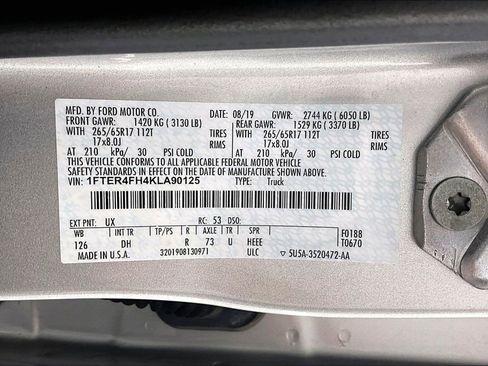 MFD. BY FORD MOTOR CO. 08/19 GVWR: 2744 KG ( 6050 LB)
FRONT GAWR: 1420 KG ( 3130 LB) REAR GAWR: 1529 KG ( 3370 LB)
WITH 265/65R17 112T TIRES WITH 265/65R17 112T TIRES
17x8.0J RIMS 17x8.0J RIMS
AT 210 kPa/ 30 PSI COLD AT 210 kPa/ 30 PSI COLD
THIS VEHICLE CONFORMS TO ALL APPLICABLE FEDERAL MOTOR VEHICLE
SAFETY STANDARDS IN EFFECT ON THE DATE OF MANUFACTURE SHOWN ABOVE.
VIN: 1FTER4FH4KLA90125 TYPE: Truck
EXT PNT: UX RC: 53 DSO: F0188
WB INT TR TP/PS R AXLE TR SPR T0670
126 DH R 73 U HEEE
MADE IN U.S.A. 3201908130971 ULC 5U5A-3520472-AA